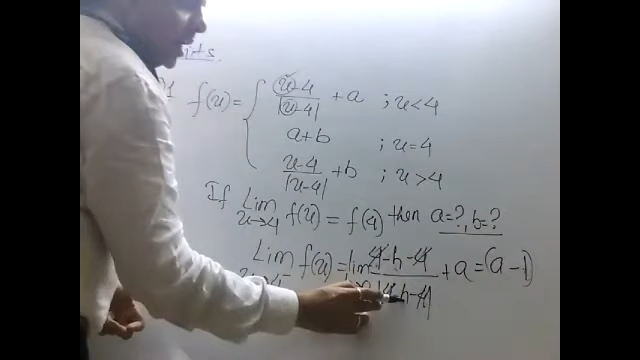 f(x) = { x-4/|x-4| + a ; x<4
a+b ; x=4
x-4/|x-4| + b ; x>4
If Lim x→4 f(x) = f(4) then a=?, b=?
Lim f(x) = lim 4-h-4/|4-h-4| + a = (a-1)